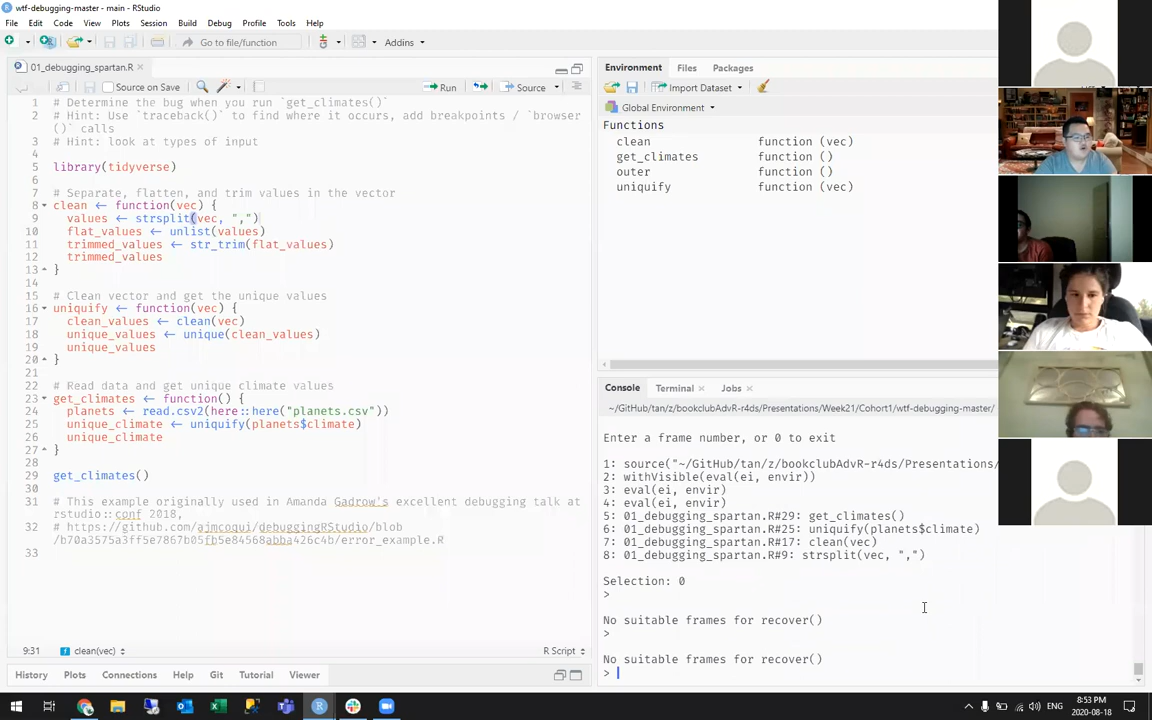 wtf-debugging-master - main - RStudio
File Edit Code View Plots Session Build Debug Profile Tools Help
Go to file/function Addins
01_debugging_spartan.R
Source on Save Run Source
1 # Determine the bug when you run `get_climates()`
2 # Hint: Use `traceback()` to find where it occurs, add breakpoints / `browser
()` calls
3 # Hint: look at types of input
4
5 library(tidyverse)
6
7 # Separate, flatten, and trim values in the vector
8 clean ← function(vec) {
9 values ← strsplit(vec, ",")
10 flat_values ← unlist(values)
11 trimmed_values ← str_trim(flat_values)
12 trimmed_values
13 }
14
15 # Clean vector and get the unique values
16 uniquify ← function(vec) {
17 clean_values ← clean(vec)
18 unique_values ← unique(clean_values)
19 unique_values
20 }
21
22 # Read data and get unique climate values
23 get_climates ← function() {
24 planets ← read.csv2(here::here("planets.csv"))
25 unique_climate ← uniquify(planets$climate)
26 unique_climate
27 }
28
29 get_climates()
30
31 # This example originally used in Amanda Gadrow's excellent debugging talk at
rstudio::conf 2018,
32 # https://github.com/ajmcoqui/debuggingRStudio/blob
/b70a3575a3ff5e7867b05fb5e84568abba426c4b/error_example.R
33
9:31 clean(vec) R Script
History Plots Connections Help Git Tutorial Viewer
Environment Files Packages
Import Dataset
Global Environment
Functions
clean function (vec)
get_climates function ()
outer function ()
uniquify function (vec)
Console Terminal Jobs
~/GitHub/tan/z/bookclubAdvR-r4ds/Presentations/Week21/Cohort1/wtf-debugging-master/
Enter a frame number, or 0 to exit
1: source("~/GitHub/tan/z/bookclubAdvR-r4ds/Presentations/
2: withVisible(eval(ei, envir))
3: eval(ei, envir)
4: eval(ei, envir)
5: 01_debugging_spartan.R#29: get_climates()
6: 01_debugging_spartan.R#25: uniquify(planets$climate)
7: 01_debugging_spartan.R#17: clean(vec)
8: 01_debugging_spartan.R#9: strsplit(vec, ",")
Selection: 0
>
No suitable frames for recover()
>
No suitable frames for recover()
>
ENG 8:53 PM
2020-08-18